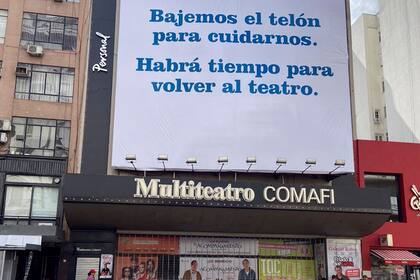 Bajemos el telón
para cuidarnos.
Habrá tiempo para
volver al teatro.
Personal
Multiteatro COMAFI